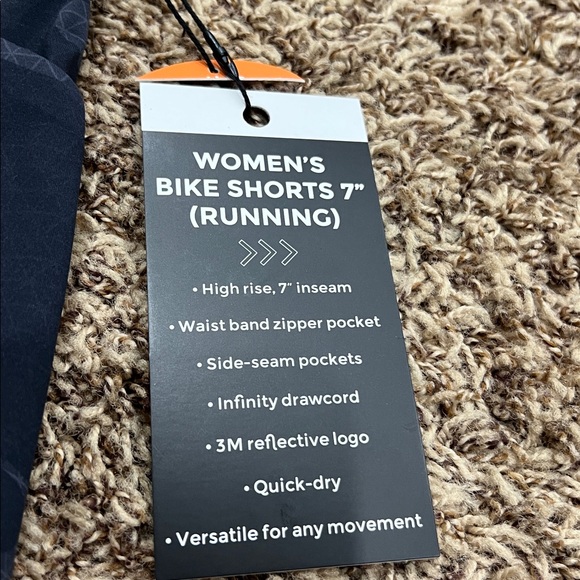 WOMEN'S
BIKE SHORTS 7"
(RUNNING)
• High rise, 7" inseam
• Waist band zipper pocket
• Side-seam pockets
• Infinity drawcord
• 3M reflective logo
• Quick-dry
• Versatile for any movement